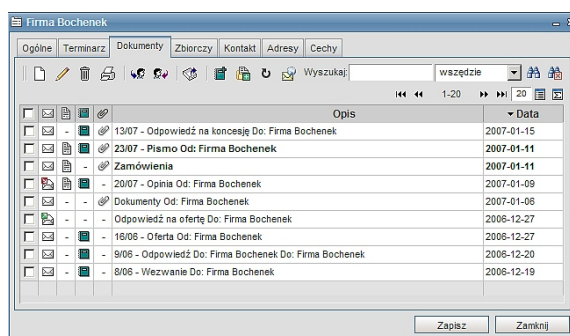 Firma Bochenek
Ogólne Terminarz Dokumenty Zbiorczy Kontakt Adresy Cechy
Wyszukaj: wszędzie
1-20 20
Opis Data
13/07 - Odpowiedź na koncesję Do: Firma Bochenek 2007-01-15
23/07 - Pismo Od: Firma Bochenek 2007-01-11
Zamówienia 2007-01-11
20/07 - Opinia Od: Firma Bochenek 2007-01-09
Dokumenty Od: Firma Bochenek 2007-01-06
Odpowiedź na ofertę Do: Firma Bochenek 2006-12-27
16/06 - Oferta Od: Firma Bochenek 2006-12-27
9/06 - Odpowiedź Do: Firma Bochenek Do: Firma Bochenek 2006-12-20
8/06 - Wezwanie Do: Firma Bochenek 2006-12-19
Zapisz Zamknij